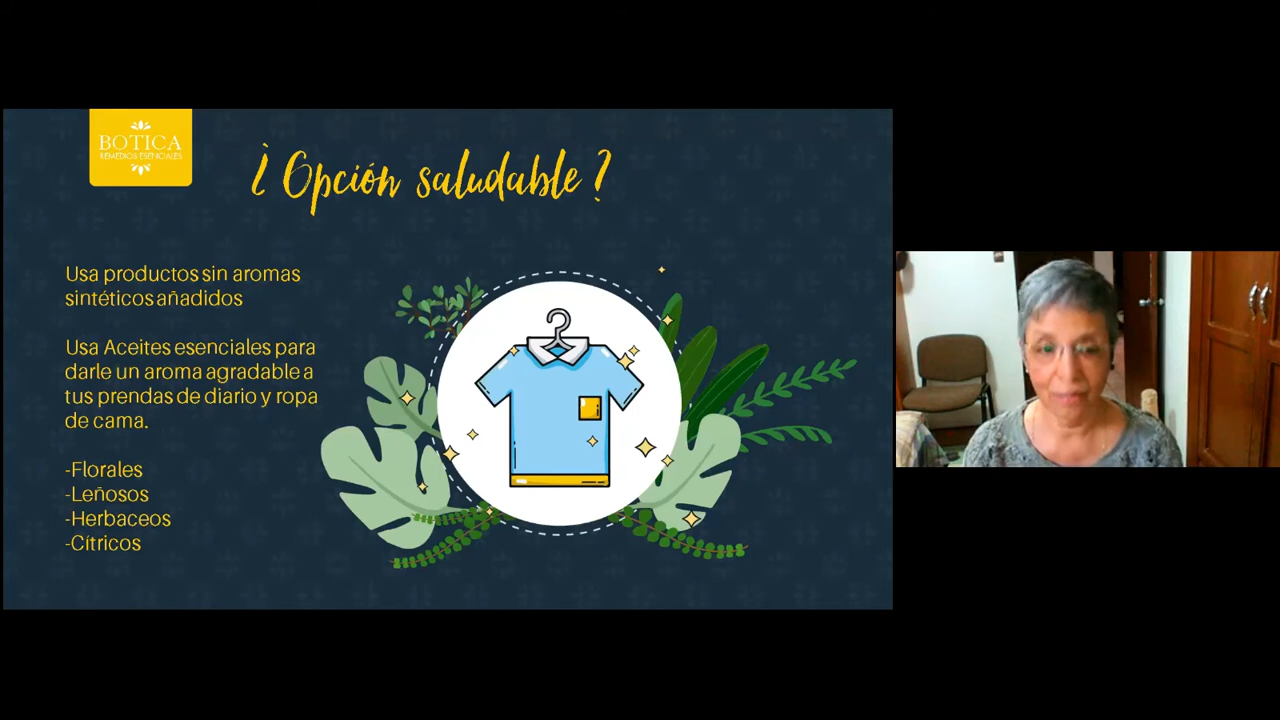 BOTICA
REMEDIOS ESENCIALES
¿Opción saludable?
Usa productos sin aromas
sintéticos añadidos
Usa Aceites esenciales para
darle un aroma agradable a
tus prendas de diario y ropa
de cama.
-Florales
-Leñosos
-Herbaceos
-Cítricos